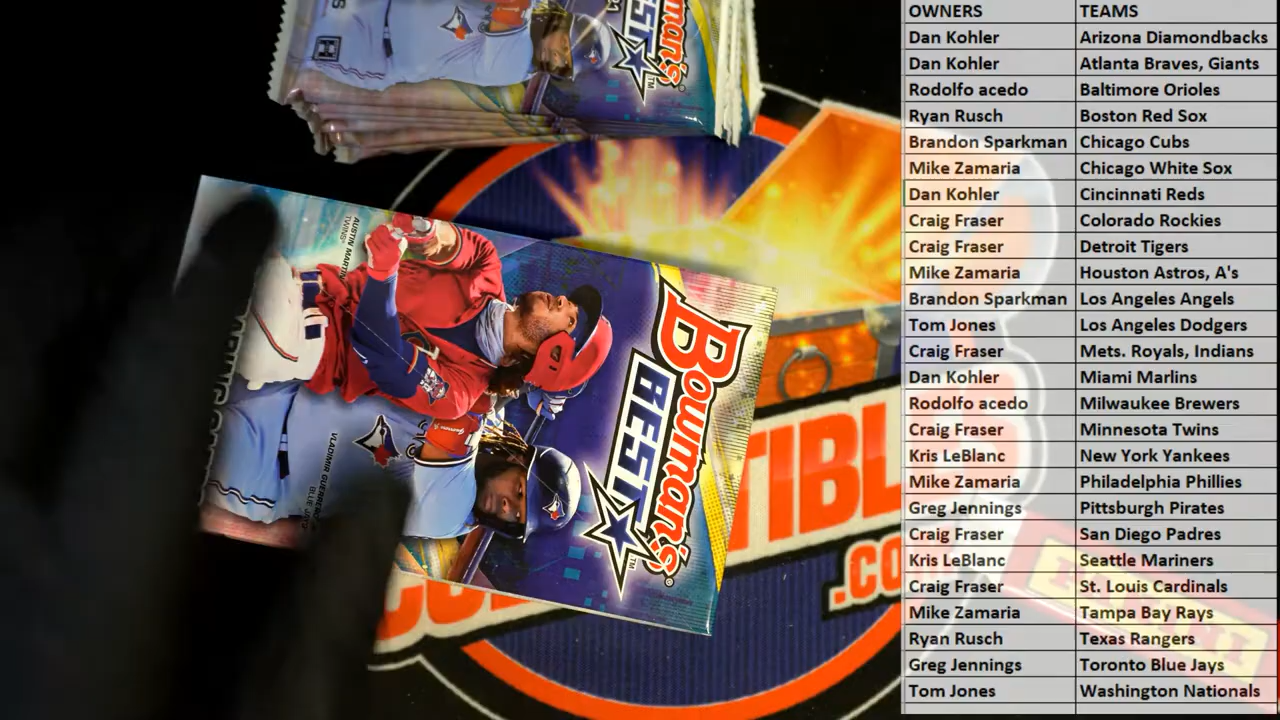 OWNERS TEAMS
Dan Kohler Arizona Diamondbacks
Dan Kohler Atlanta Braves, Giants
Rodolfo acedo Baltimore Orioles
Ryan Rusch Boston Red Sox
Brandon Sparkman Chicago Cubs
Mike Zamaria Chicago White Sox
Dan Kohler Cincinnati Reds
Craig Fraser Colorado Rockies
Craig Fraser Detroit Tigers
Mike Zamaria Houston Astros, A's
Brandon Sparkman Los Angeles Angels
Tom Jones Los Angeles Dodgers
Craig Fraser Mets. Royals, Indians
Dan Kohler Miami Marlins
Rodolfo acedo Milwaukee Brewers
Craig Fraser Minnesota Twins
Kris LeBlanc New York Yankees
Mike Zamaria Philadelphia Phillies
Greg Jennings Pittsburgh Pirates
Craig Fraser San Diego Padres
Kris LeBlanc Seattle Mariners
Craig Fraser St. Louis Cardinals
Mike Zamaria Tampa Bay Rays
Ryan Rusch Texas Rangers
Greg Jennings Toronto Blue Jays
Tom Jones Washington Nationals
BEST
Bowman's
BEST
AUSTIN MARTIN
TWINS
VLADIMIR
TIBL
.CO